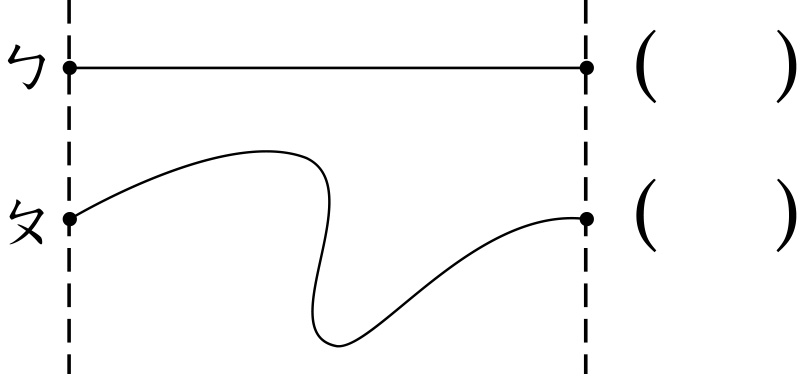 ㄅ (　　)
ㄆ (　　)